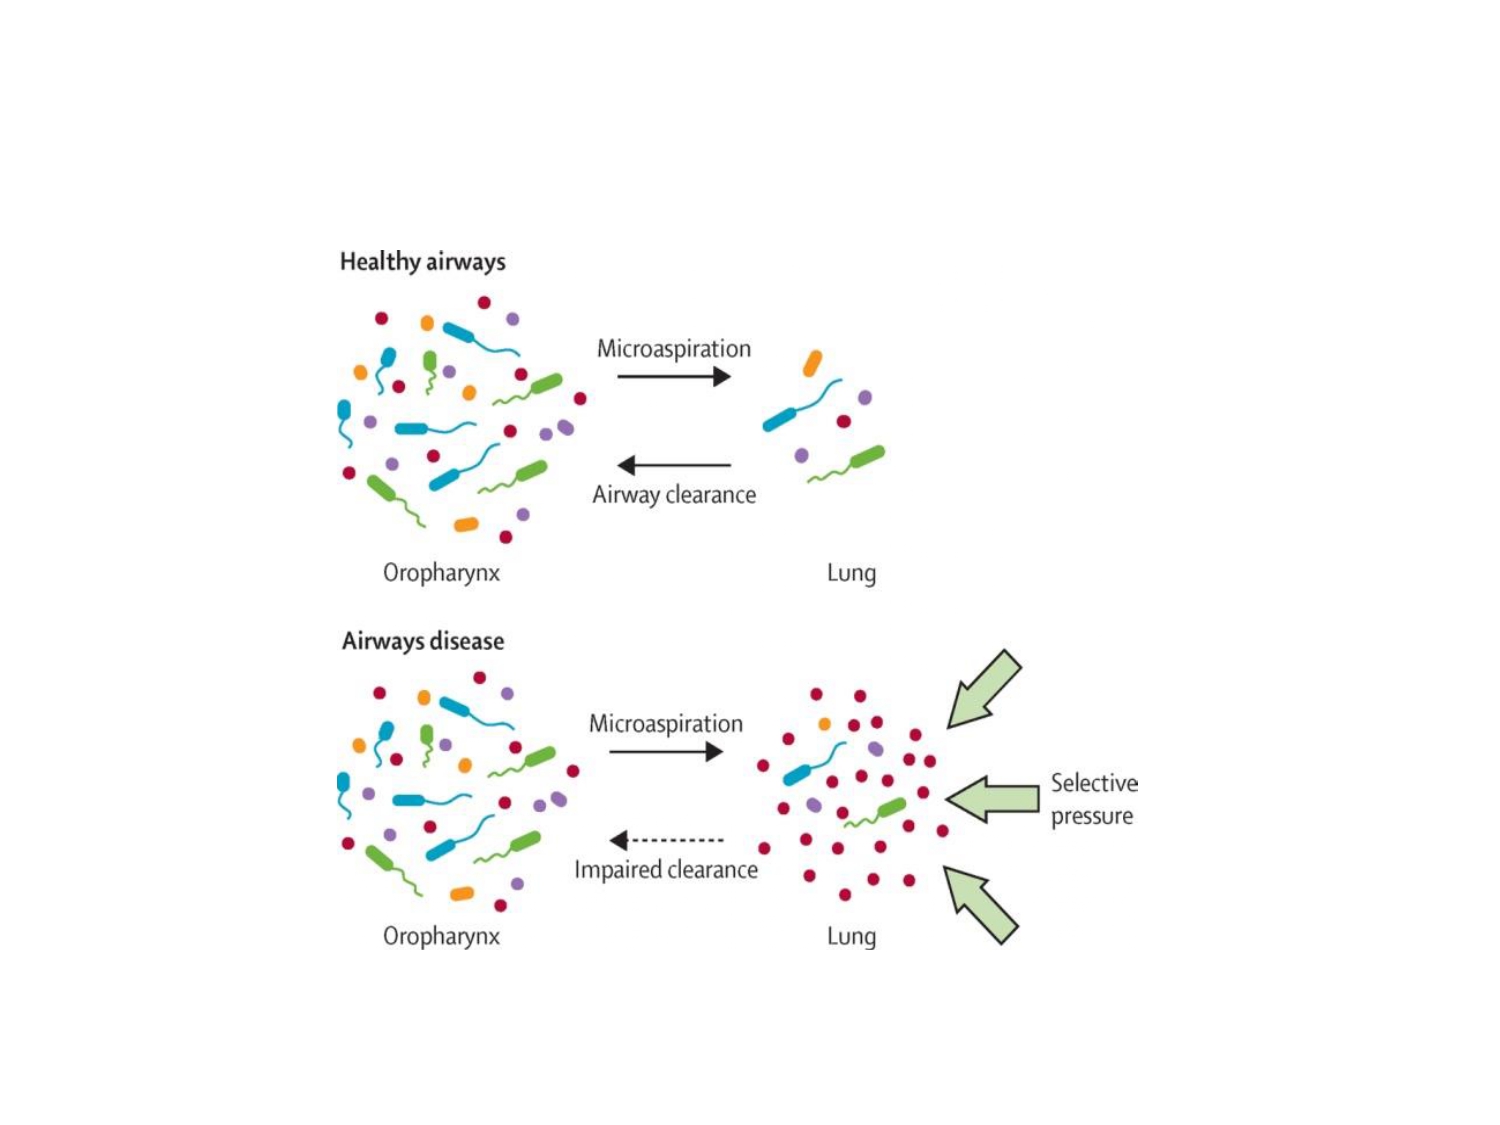 Healthy airways
Microaspiration
Airway clearance
Oropharynx
Lung
Airways disease
Microaspiration
Selective
pressure
Impaired clearance
Oropharynx
Lung